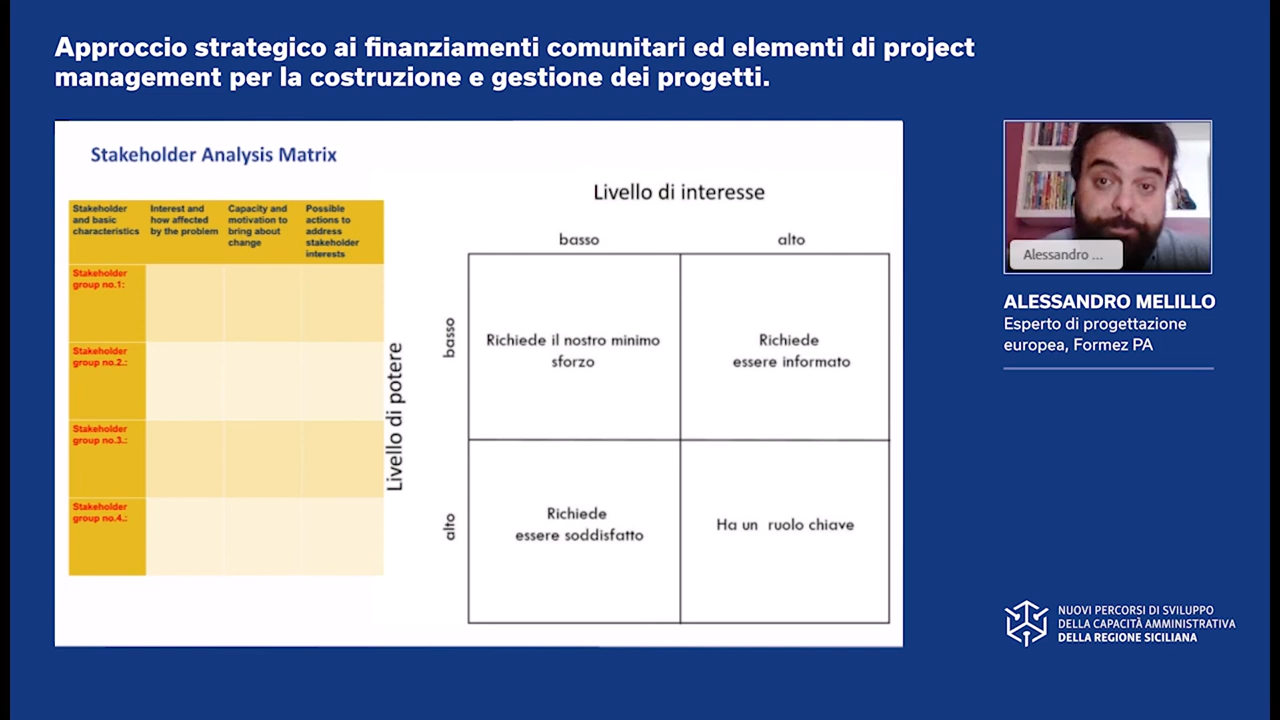 Approccio strategico ai finanziamenti comunitari ed elementi di project
management per la costruzione e gestione dei progetti.
Stakeholder Analysis Matrix
Stakeholder
and basic
characteristics
Interest and
how affected
by the problem
Capacity and
motivation to
bring about
change
Possible
actions to
address
stakeholder
interests
Stakeholder
group no.1:
Stakeholder
group no.2.:
Stakeholder
group no.3.:
Stakeholder
group no.4.:
Livello di interesse
basso
alto
Livello di potere
basso
alto
Richiede il nostro minimo
sforzo
Richiede
essere informato
Richiede
essere soddisfatto
Ha un ruolo chiave
Alessandro ...
ALESSANDRO MELILLO
Esperto di progettazione
europea, Formez PA
NUOVI PERCORSI DI SVILUPPO
DELLA CAPACITÀ AMMINISTRATIVA
DELLA REGIONE SICILIANA